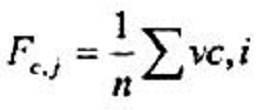 F_{c,j} = \frac{1}{n} \sum vc,i